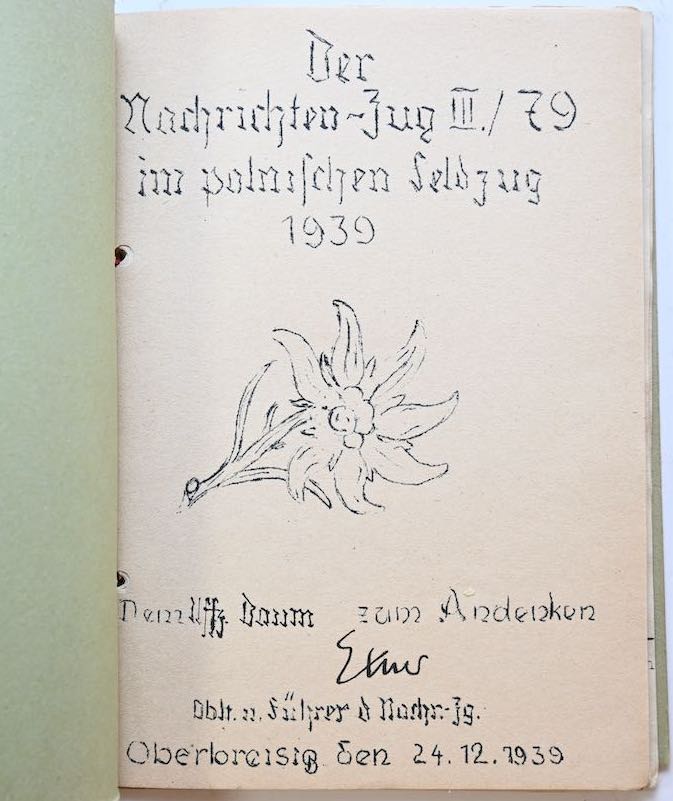 Der
Nachrichten-Zug III./79
im polnischen Feldzug
1939
Dem Uffz. Baum zum Andenken
Oblt. u. Führer d Nachr.-Zg.
Oberbreisig den 24.12.1939